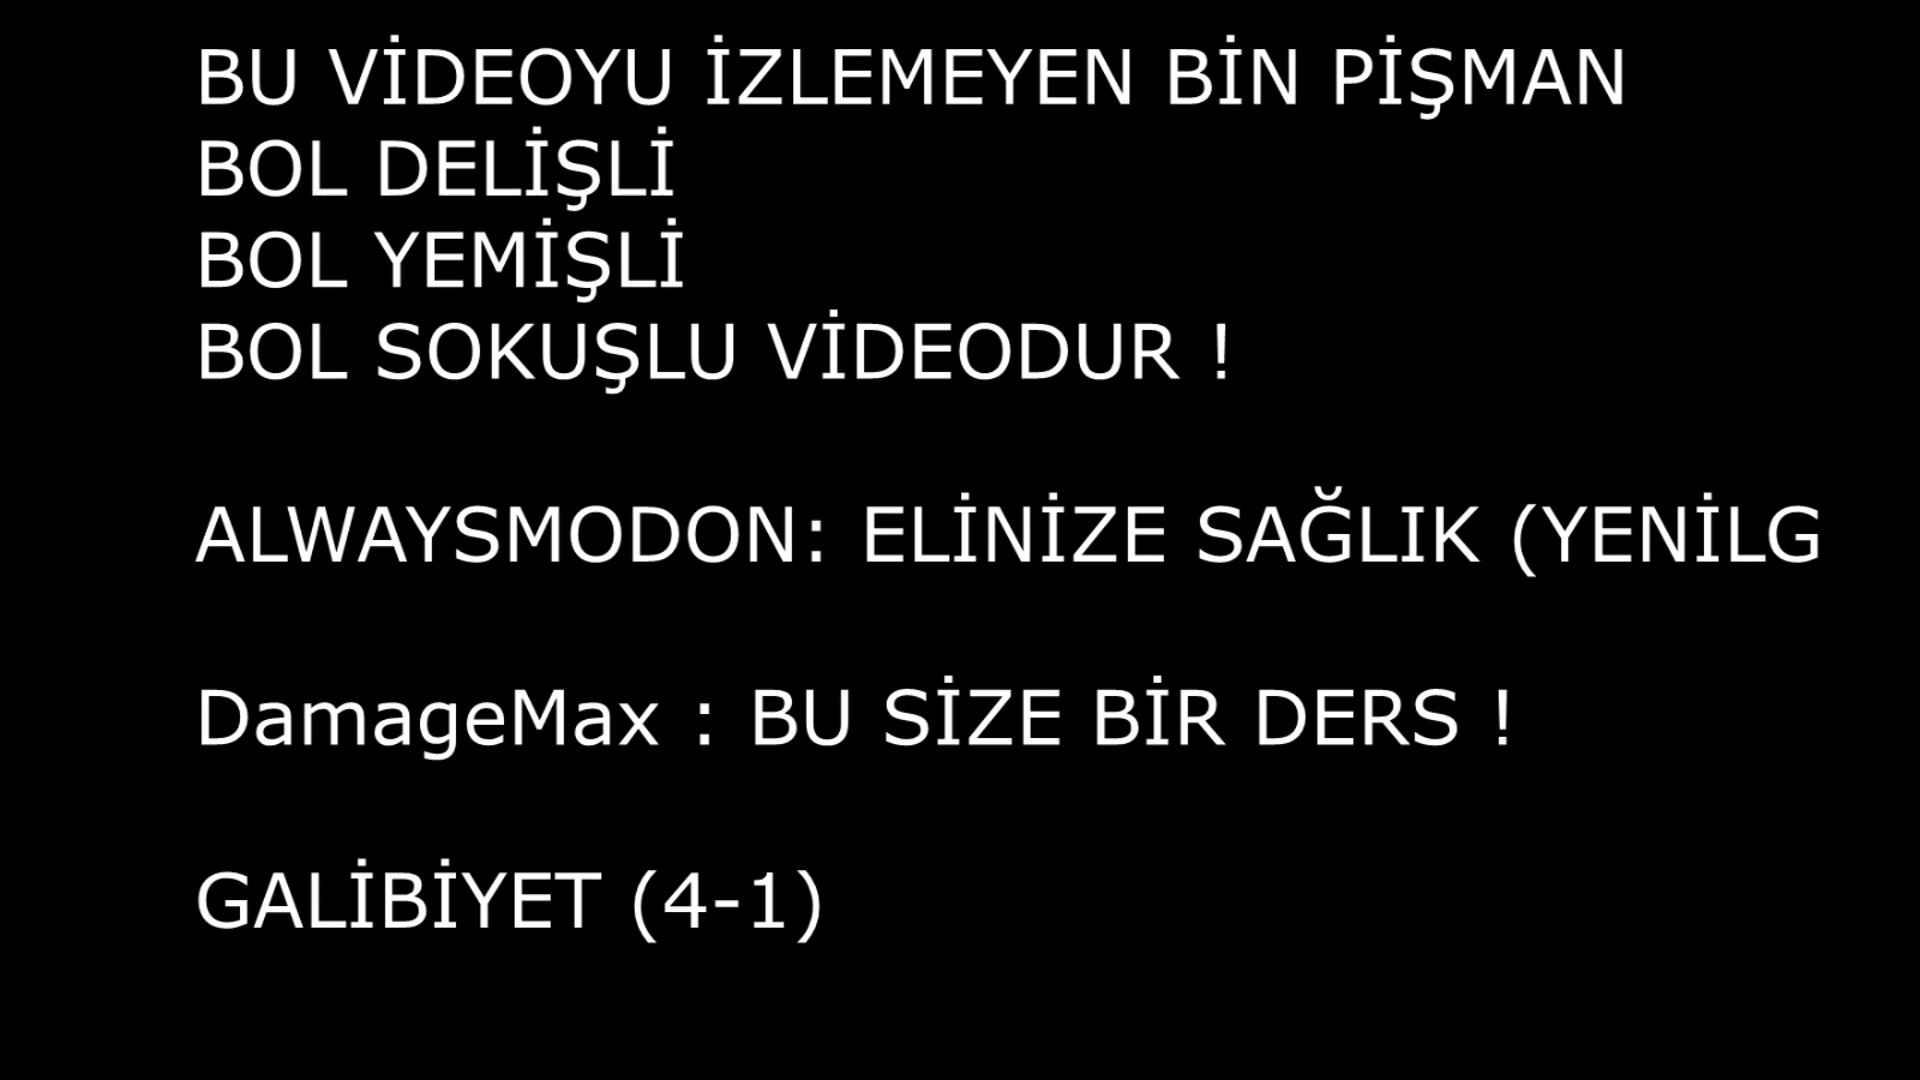 BU VİDEOYU İZLEMEYEN BİN PİŞMAN
BOL DELİŞLİ
BOL YEMİŞLİ
BOL SOKUŞLU VİDEODUR !
ALWAYSMODON: ELİNİZE SAĞLIK (YENİLG
DamageMax : BU SİZE BİR DERS !
GALİBİYET (4-1)